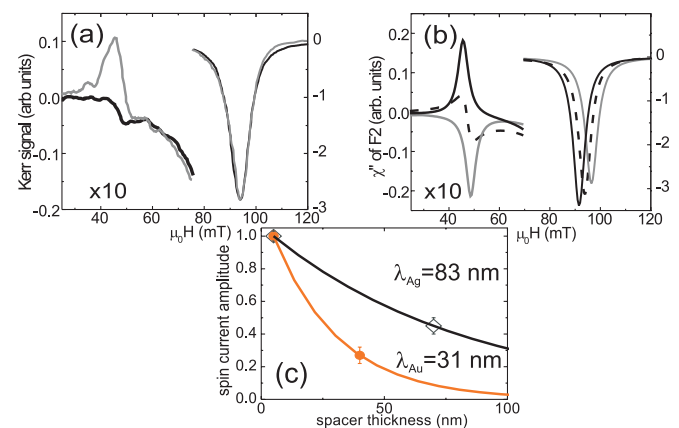 (a)
Kerr signal (arb units)
0.1
0.0
-0.1
-0.2
x10
0
-1
-2
-3
40 60 80 100 120
μ₀H (mT)
(b)
χ" of F2 (arb. units)
0.2
0.1
0.0
-0.1
-0.2
x10
0
-1
-2
-3
40 60 80 100 120
μ₀H (mT)
(c)
spin current amplitude
1.0
0.8
0.6
0.4
0.2
0.0
λAg=83 nm
λAu=31 nm
0 50 100
spacer thickness (nm)